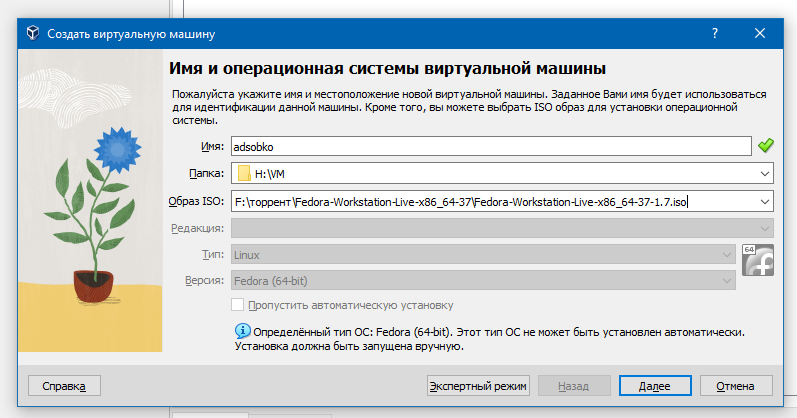 Создать виртуальную машину
?
Имя и операционная системы виртуальной машины
Пожалуйста укажите имя и местоположение новой виртуальной машины. Заданное Вами имя будет использоваться
для идентификации данной машины. Кроме того, вы можете выбрать ISO образ для установки операционной
системы.
Имя: adsobko
Папка: H:\VM
Образ ISO: F:\торрент\Fedora-Workstation-Live-x86_64-37\Fedora-Workstation-Live-x86_64-37-1.7.iso
Редакция:
Тип: Linux
64
Версия: Fedora (64-bit)
Пропустить автоматическую установку
Определённый тип ОС: Fedora (64-bit). Этот тип ОС не может быть установлен автоматически.
Установка должна быть запущена вручную.
Справка Экспертный режим Назад Далее Отмена